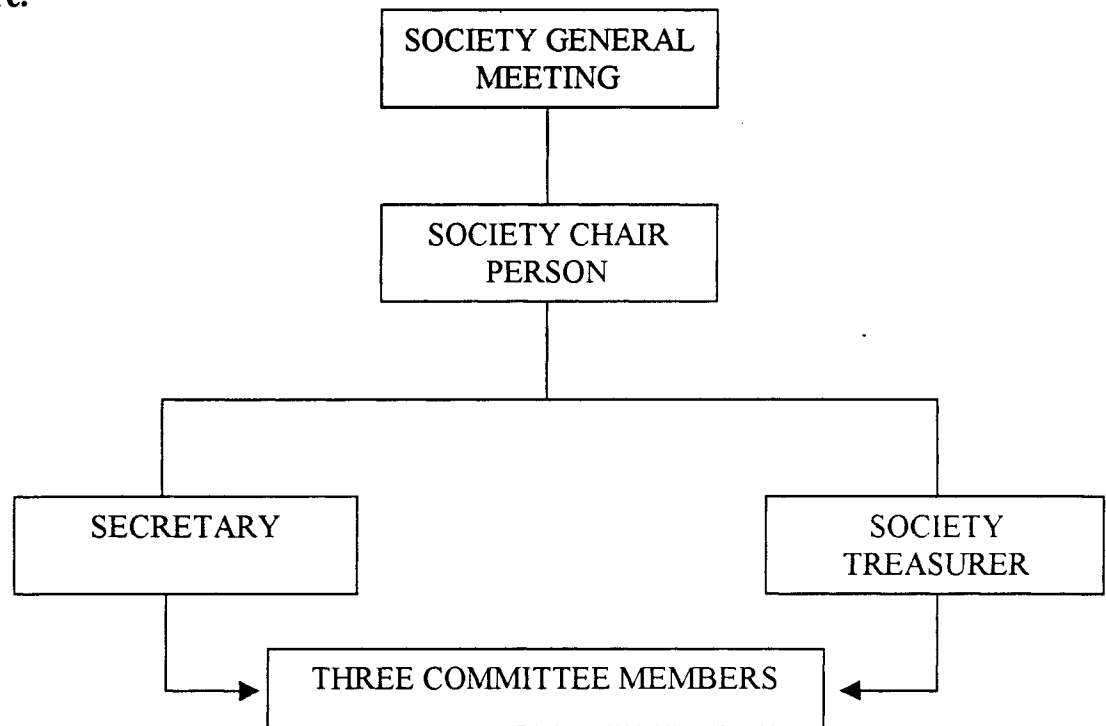 SOCIETY GENERAL
MEETING
SOCIETY CHAIR
PERSON
SECRETARY
SOCIETY
TREASURER
THREE COMMITTEE MEMBERS